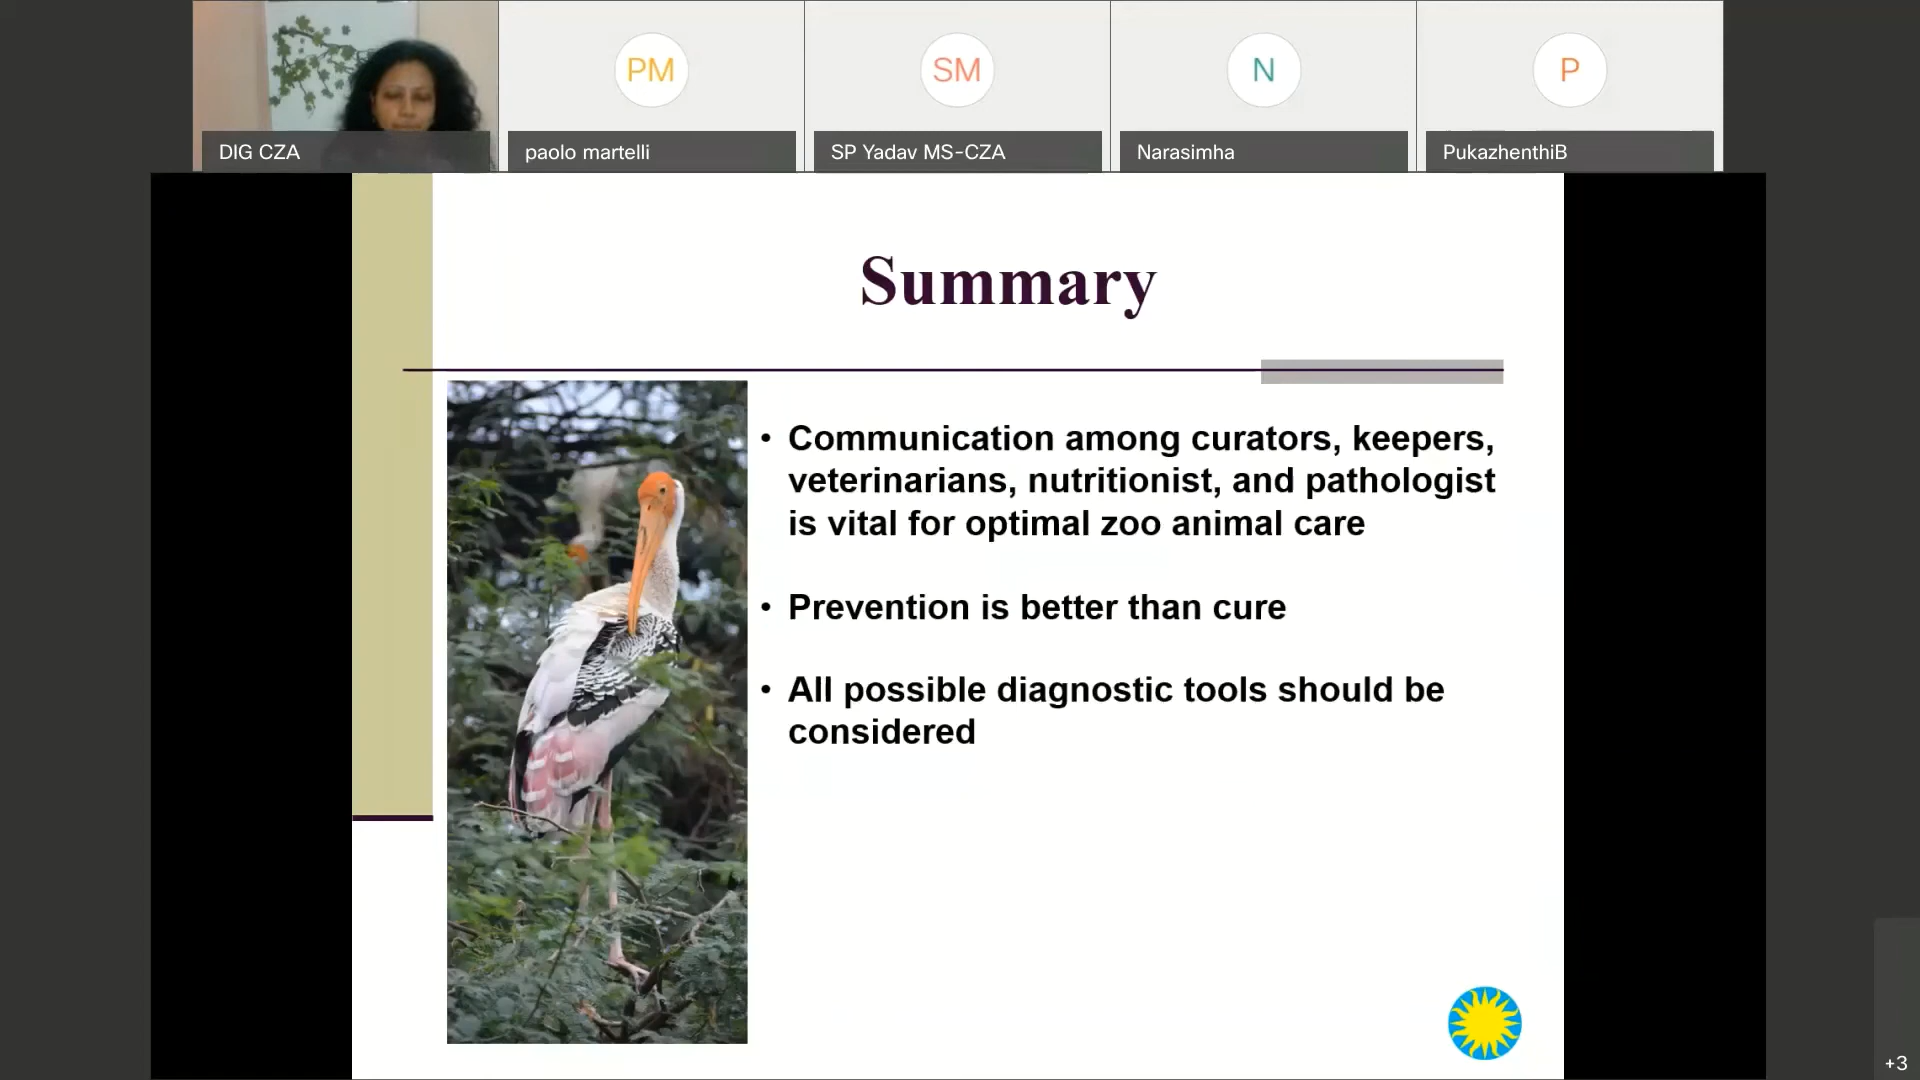 PM
SM
N
P
DIG CZA
paolo martelli
SP Yadav MS-CZA
Narasimha
PukazhenthiB
Summary
• Communication among curators, keepers,
veterinarians, nutritionist, and pathologist
is vital for optimal zoo animal care
• Prevention is better than cure
• All possible diagnostic tools should be
considered
+3